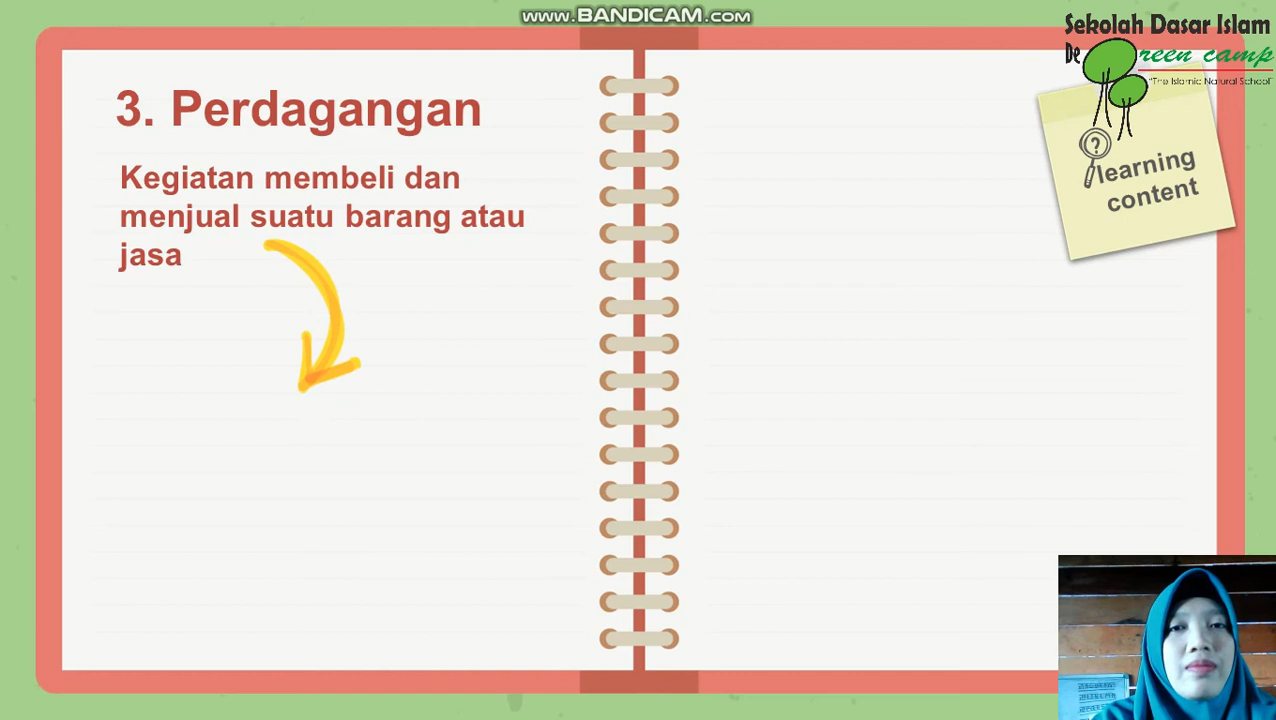 www.BANDICAM.com
Sekolah Dasar Islam
De Green camp
"The Islamic Natural School"
3. Perdagangan
Kegiatan membeli dan
menjual suatu barang atau
jasa
?
learning
content